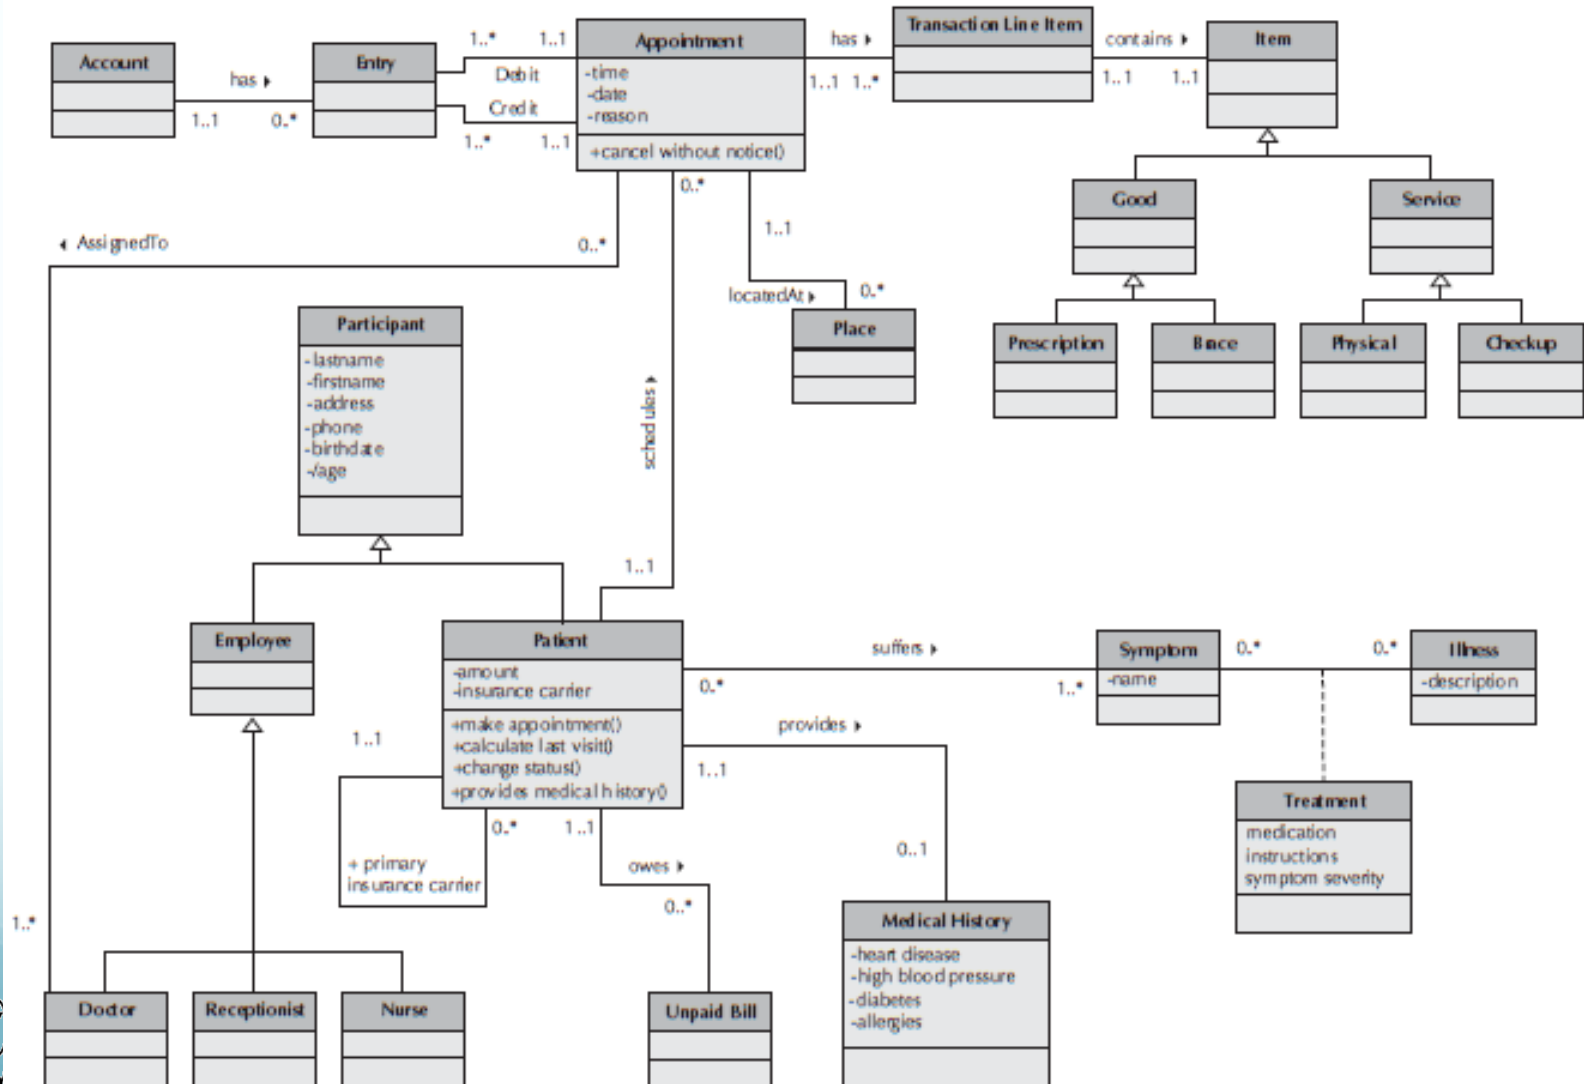 Account
has ▸
1..1
0..*
Entry
1..*
1..1
Debit
Credit
1..*
1..1
Appointment
-time
-date
-reason
+cancel without notice()
has ▸
1..1
1..*
Transaction Line Item
contains ▸
1..1
1..1
Item
Good
Service
Prescription
Brace
Physical
Checkup
◂ AssignedTo
0..*
0..*
1..1
locatedAt ▸
0..*
Place
Participant
-lastname
-firstname
-address
-phone
-birthdate
-/age
schedules ▸
1..1
Employee
Patient
-amount
-insurance carrier
+make appointment()
+calculate last visit()
+change status()
+provides medical history()
suffers ▸
0..*
1..*
Symptom
-name
0..*
0..*
Illness
-description
provides ▸
1..1
0..1
1..1
0..*
+ primary
insurance carrier
1..1
owes ▸
0..*
Treatment
medication
instructions
symptom severity
Medical History
-heart disease
-high blood pressure
-diabetes
-allergies
1..*
Doctor
Receptionist
Nurse
Unpaid Bill